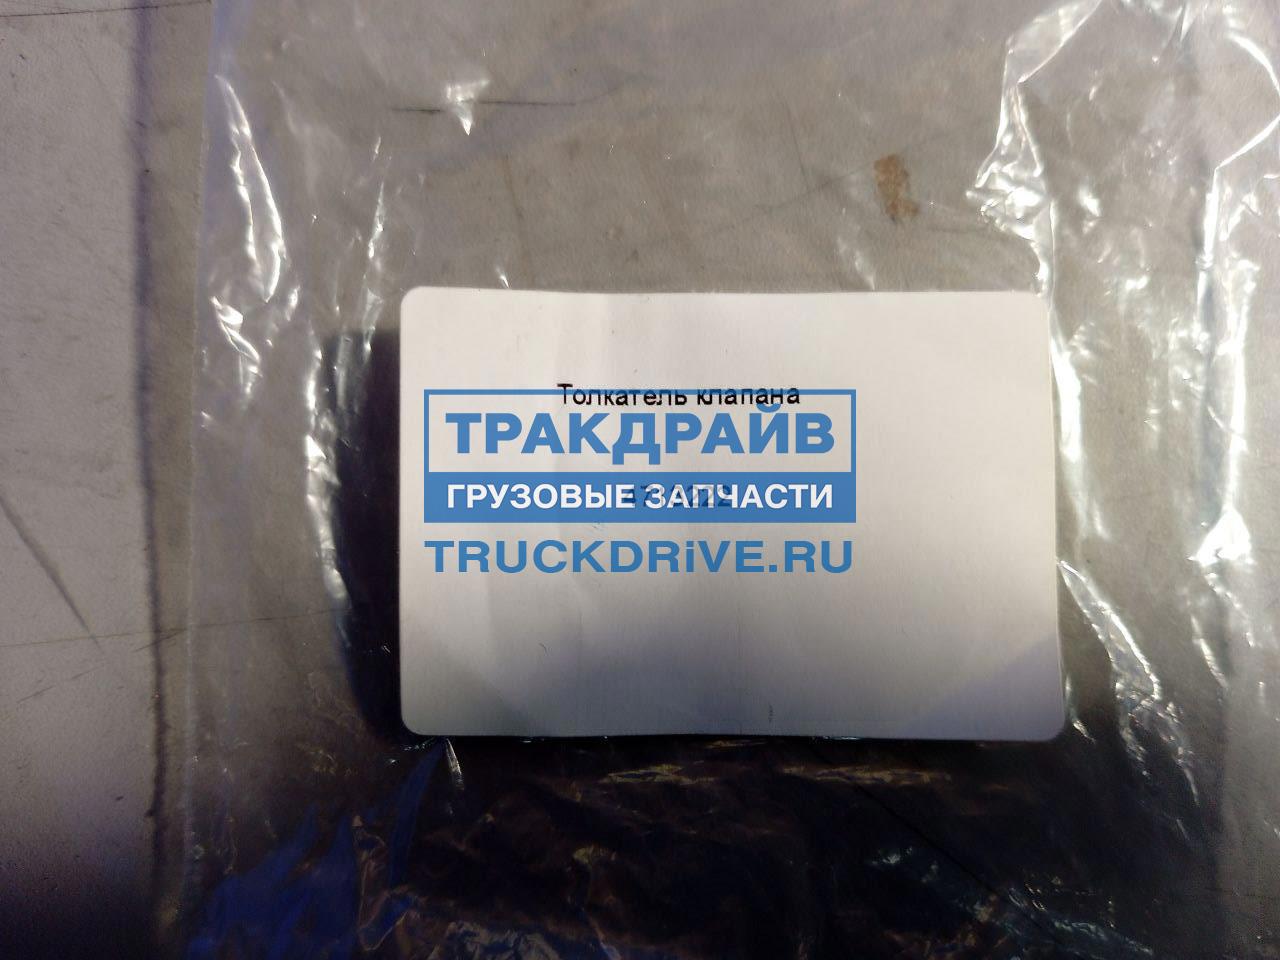 Толкатель клапана
ТРАКДРАЙВ
ГРУЗОВЫЕ ЗАПЧАСТИ
TRUCKDRiVE.RU